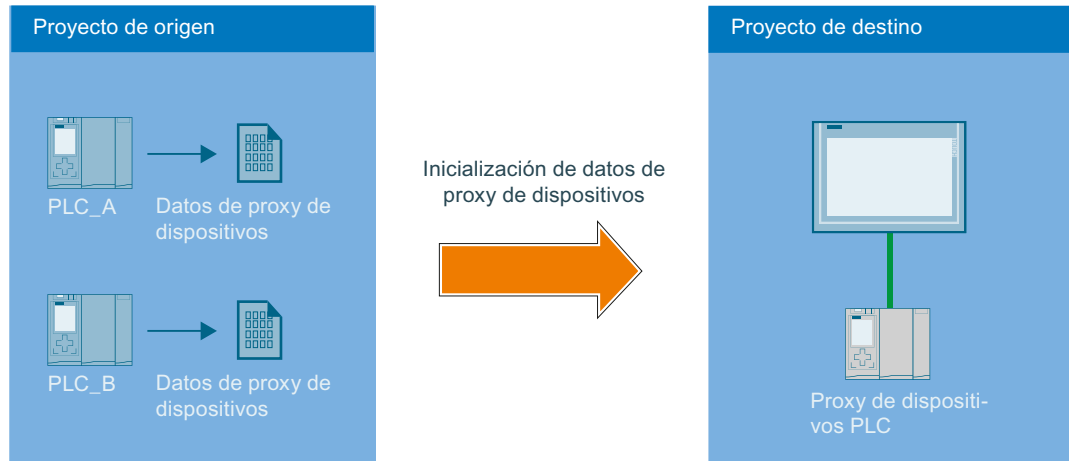 Proyecto de origen
PLC_A
Datos de proxy de
dispositivos
PLC_B
Datos de proxy de
dispositivos
Inicialización de datos de
proxy de dispositivos
Proyecto de destino
Proxy de dispositi-
vos PLC